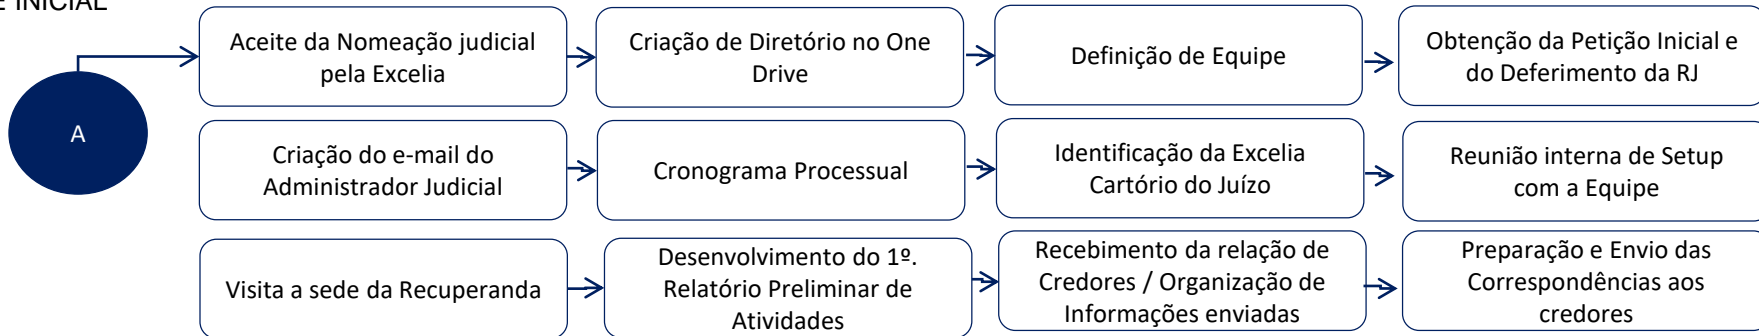 E INICIAL
A
Aceite da Nomeação judicial
pela Excelia
Criação de Diretório no One
Drive
Definição de Equipe
Obtenção da Petição Inicial e
do Deferimento da RJ
Criação do e-mail do
Administrador Judicial
Cronograma Processual
Identificação da Excelia
Cartório do Juízo
Reunião interna de Setup
com a Equipe
Visita a sede da Recuperanda
Desenvolvimento do 1º.
Relatório Preliminar de
Atividades
Recebimento da relação de
Credores / Organização de
Informações enviadas
Preparação e Envio das
Correspondências aos
credores